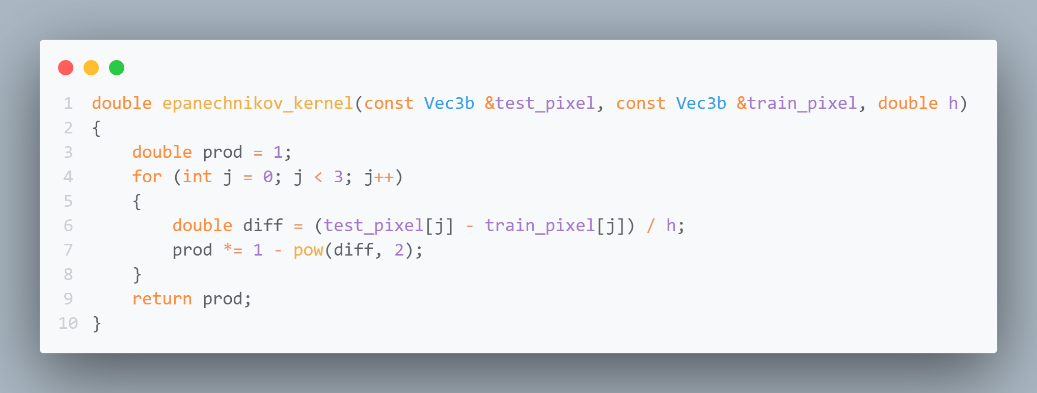 1 double epanechnikov_kernel(const Vec3b &test_pixel, const Vec3b &train_pixel, double h)
2 {
3     double prod = 1;
4     for (int j = 0; j < 3; j++)
5     {
6         double diff = (test_pixel[j] - train_pixel[j]) / h;
7         prod *= 1 - pow(diff, 2);
8     }
9     return prod;
10 }